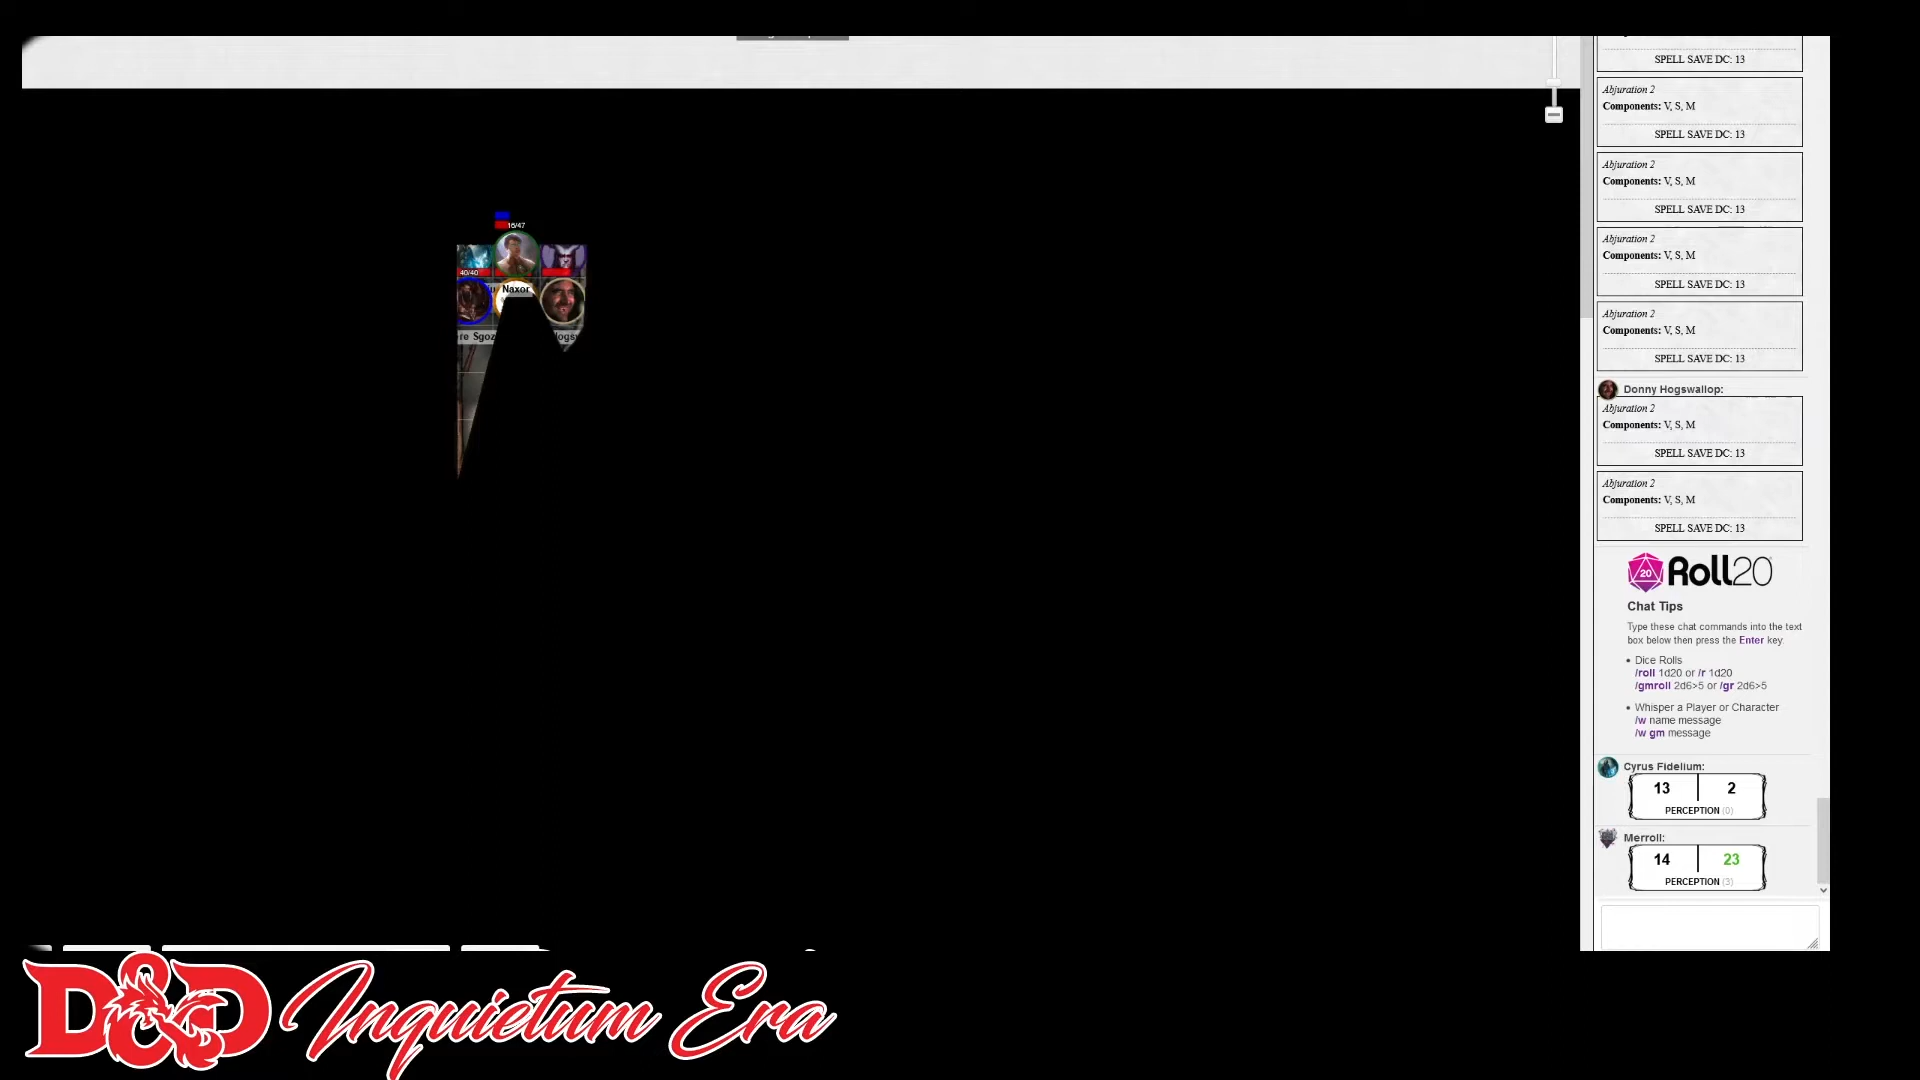 16/47
40/40
Naxor
SPELL SAVE DC: 13
Abjuration 2
Components: V, S, M
SPELL SAVE DC: 13
Abjuration 2
Components: V, S, M
SPELL SAVE DC: 13
Abjuration 2
Components: V, S, M
SPELL SAVE DC: 13
Abjuration 2
Components: V, S, M
SPELL SAVE DC: 13
Donny Hogswallop:
Abjuration 2
Components: V, S, M
SPELL SAVE DC: 13
Abjuration 2
Components: V, S, M
SPELL SAVE DC: 13
20 Roll20
Chat Tips
Type these chat commands into the text
box below then press the Enter key.
• Dice Rolls
/roll 1d20 or /r 1d20
/gmroll 2d6>5 or /gr 2d6>5
• Whisper a Player or Character
/w name message
/w gm message
Cyrus Fidelium:
13 2
PERCEPTION (0)
Merroll:
14 23
PERCEPTION (3)
D&D Inquietum Era